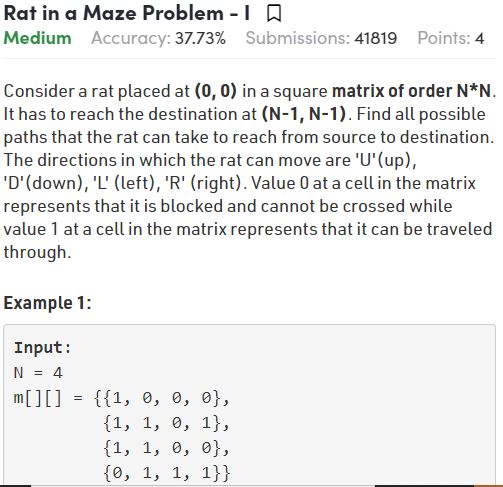 Rat in a Maze Problem - I
Medium Accuracy: 37.73% Submissions: 41819 Points: 4
Consider a rat placed at (0, 0) in a square matrix of order N*N.
It has to reach the destination at (N-1, N-1). Find all possible
paths that the rat can take to reach from source to destination.
The directions in which the rat can move are 'U'(up),
'D'(down), 'L' (left), 'R' (right). Value 0 at a cell in the matrix
represents that it is blocked and cannot be crossed while
value 1 at a cell in the matrix represents that it can be traveled
through.
Example 1:
Input:
N = 4
m[][] = {{1, 0, 0, 0},
{1, 1, 0, 1},
{1, 1, 0, 0},
{0, 1, 1, 1}}